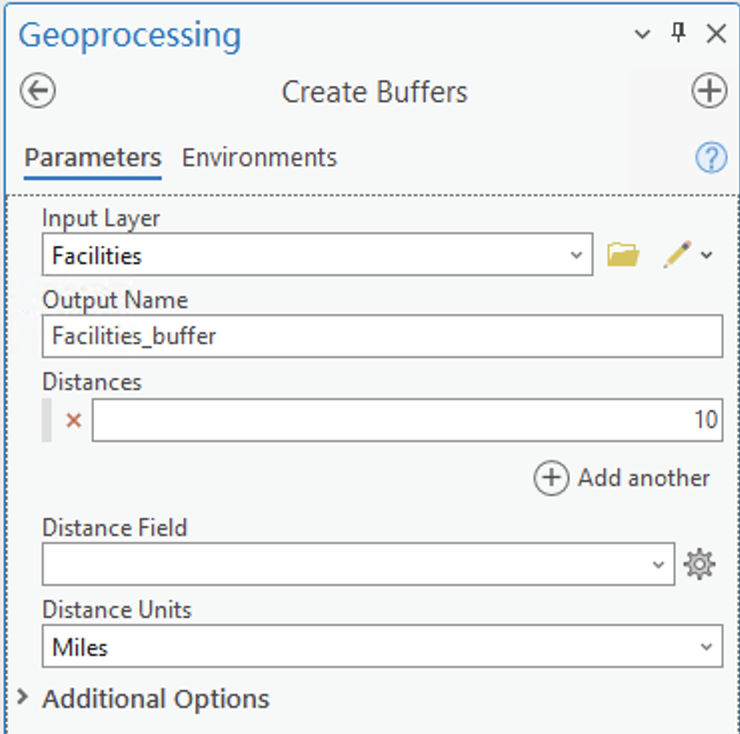 Geoprocessing
Create Buffers
Parameters Environments
Input Layer
Facilities
Output Name
Facilities_buffer
Distances
10
Add another
Distance Field
Distance Units
Miles
Additional Options